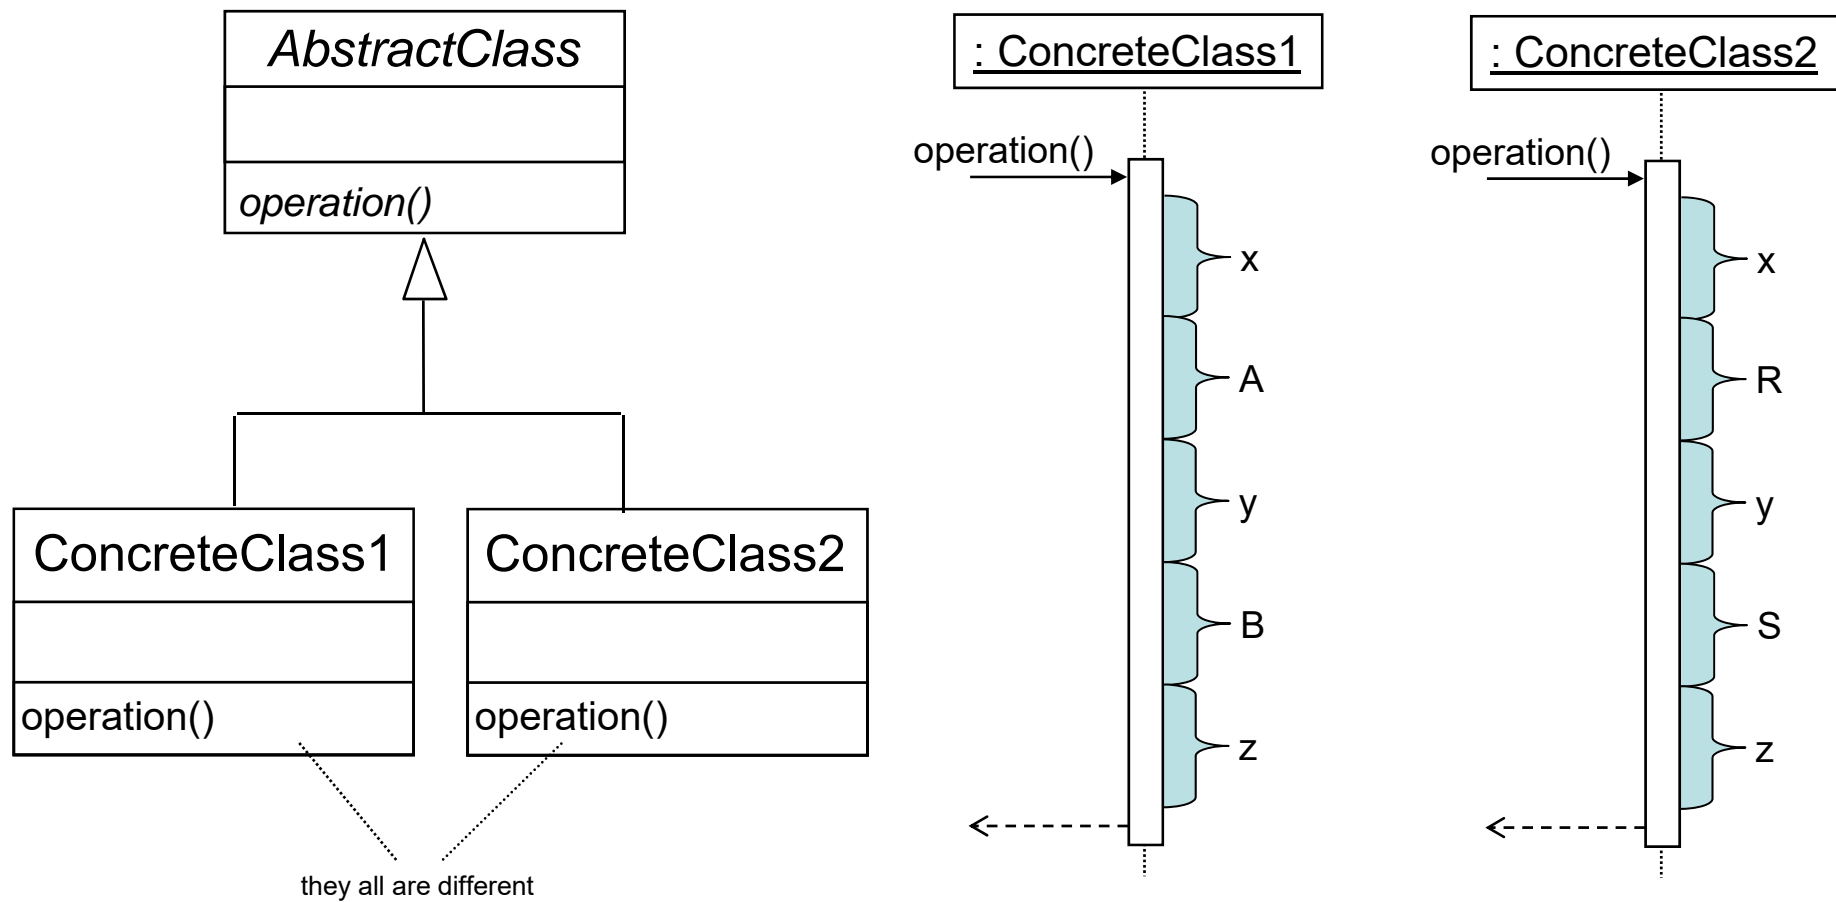 AbstractClass
operation()
ConcreteClass1
operation()
ConcreteClass2
operation()
they all are different
: ConcreteClass1
operation()
x
A
y
B
z
: ConcreteClass2
operation()
x
R
y
S
z